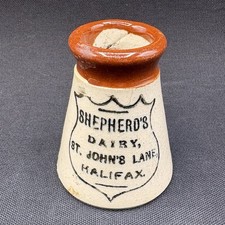 SHEPHERD'S
DAIRY,
ST. JOHN'S LANE,
HALIFAX.